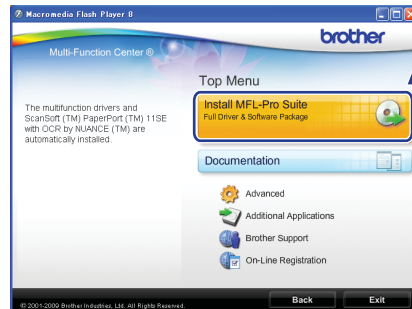 Macromedia Flash Player 8
brother
Multi-Function Center ®
Top Menu
The multifunction drivers and
ScanSoft (TM) PaperPort (TM) 11SE
with OCR by NUANCE (TM) are
automatically installed.
Install MFL-Pro Suite
Full Driver & Software Package
Documentation
Advanced
Additional Applications
Brother Support
On-Line Registration
© 2001-2009 Brother Industries, Ltd. All Rights Reserved.
Back
Exit